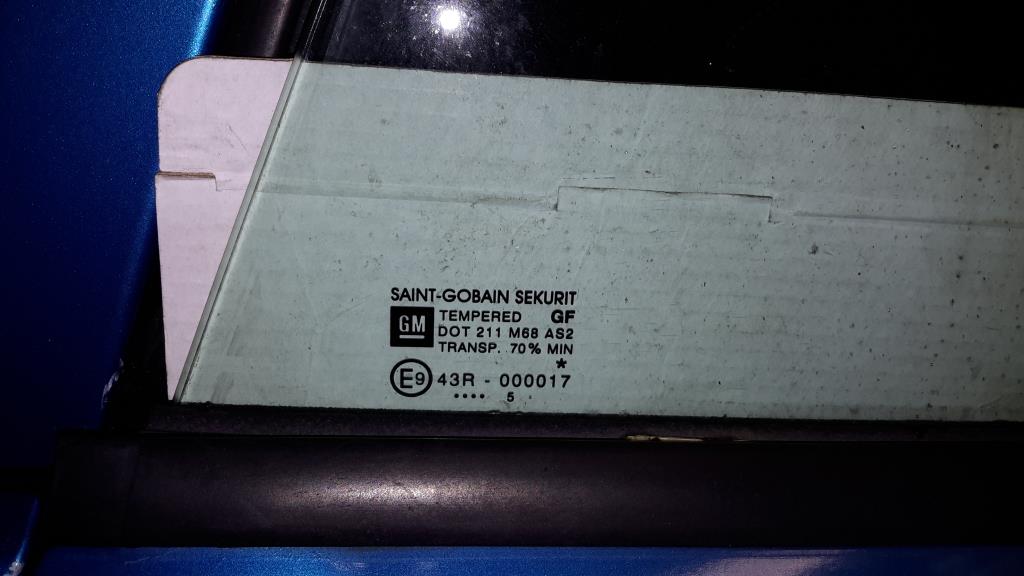 SAINT-GOBAIN SEKURIT
GM TEMPERED GF
DOT 211 M68 AS2
TRANSP. 70% MIN
*
E9 43R - 000017
.... 5 .